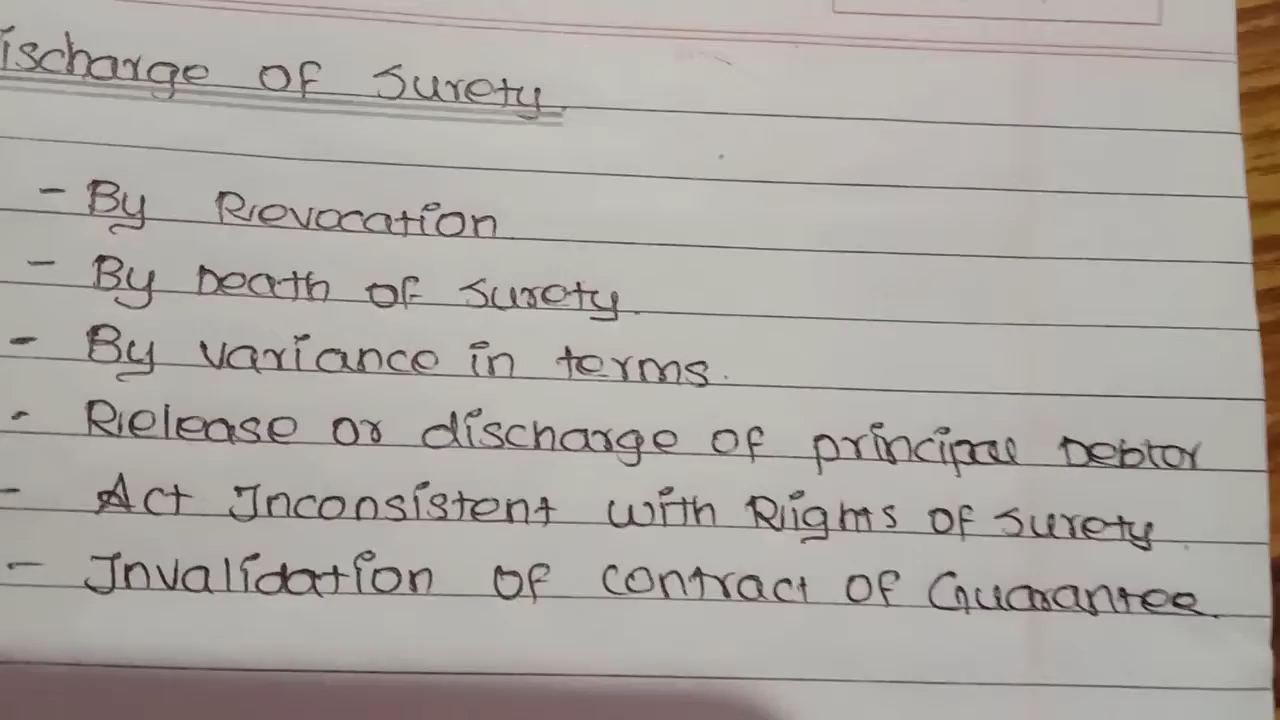 ischarge of Surety
- By Revocation
- By Death of Surety.
- By variance in terms.
- Release or discharge of principal Debtor
- Act Inconsistent with Rights of Surety.
- Invalidation of contract of Guarantee.